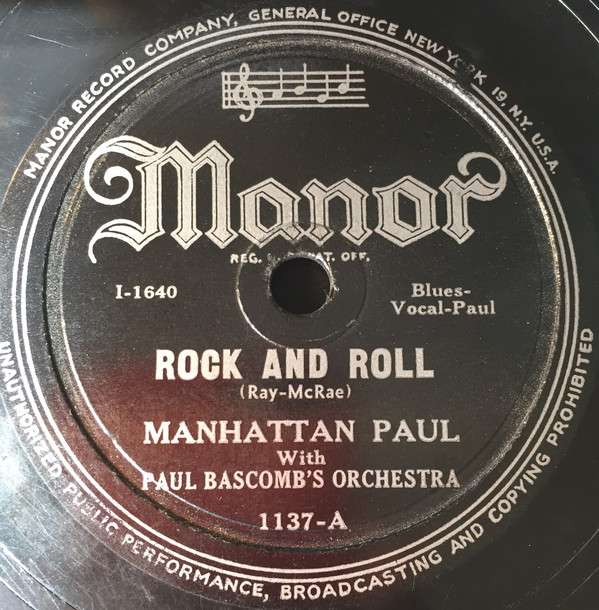 MANOR RECORD COMPANY, GENERAL OFFICE NEW YORK 19, N.Y. U.S.A.
Manor
REG. PAT. OFF.
I-1640
Blues-
Vocal-Paul
ROCK AND ROLL
(Ray-McRae)
MANHATTAN PAUL
With
PAUL BASCOMB'S ORCHESTRA
1137-A
UNAUTHORIZED PUBLIC PERFORMANCE, BROADCASTING AND COPYING PROHIBITED